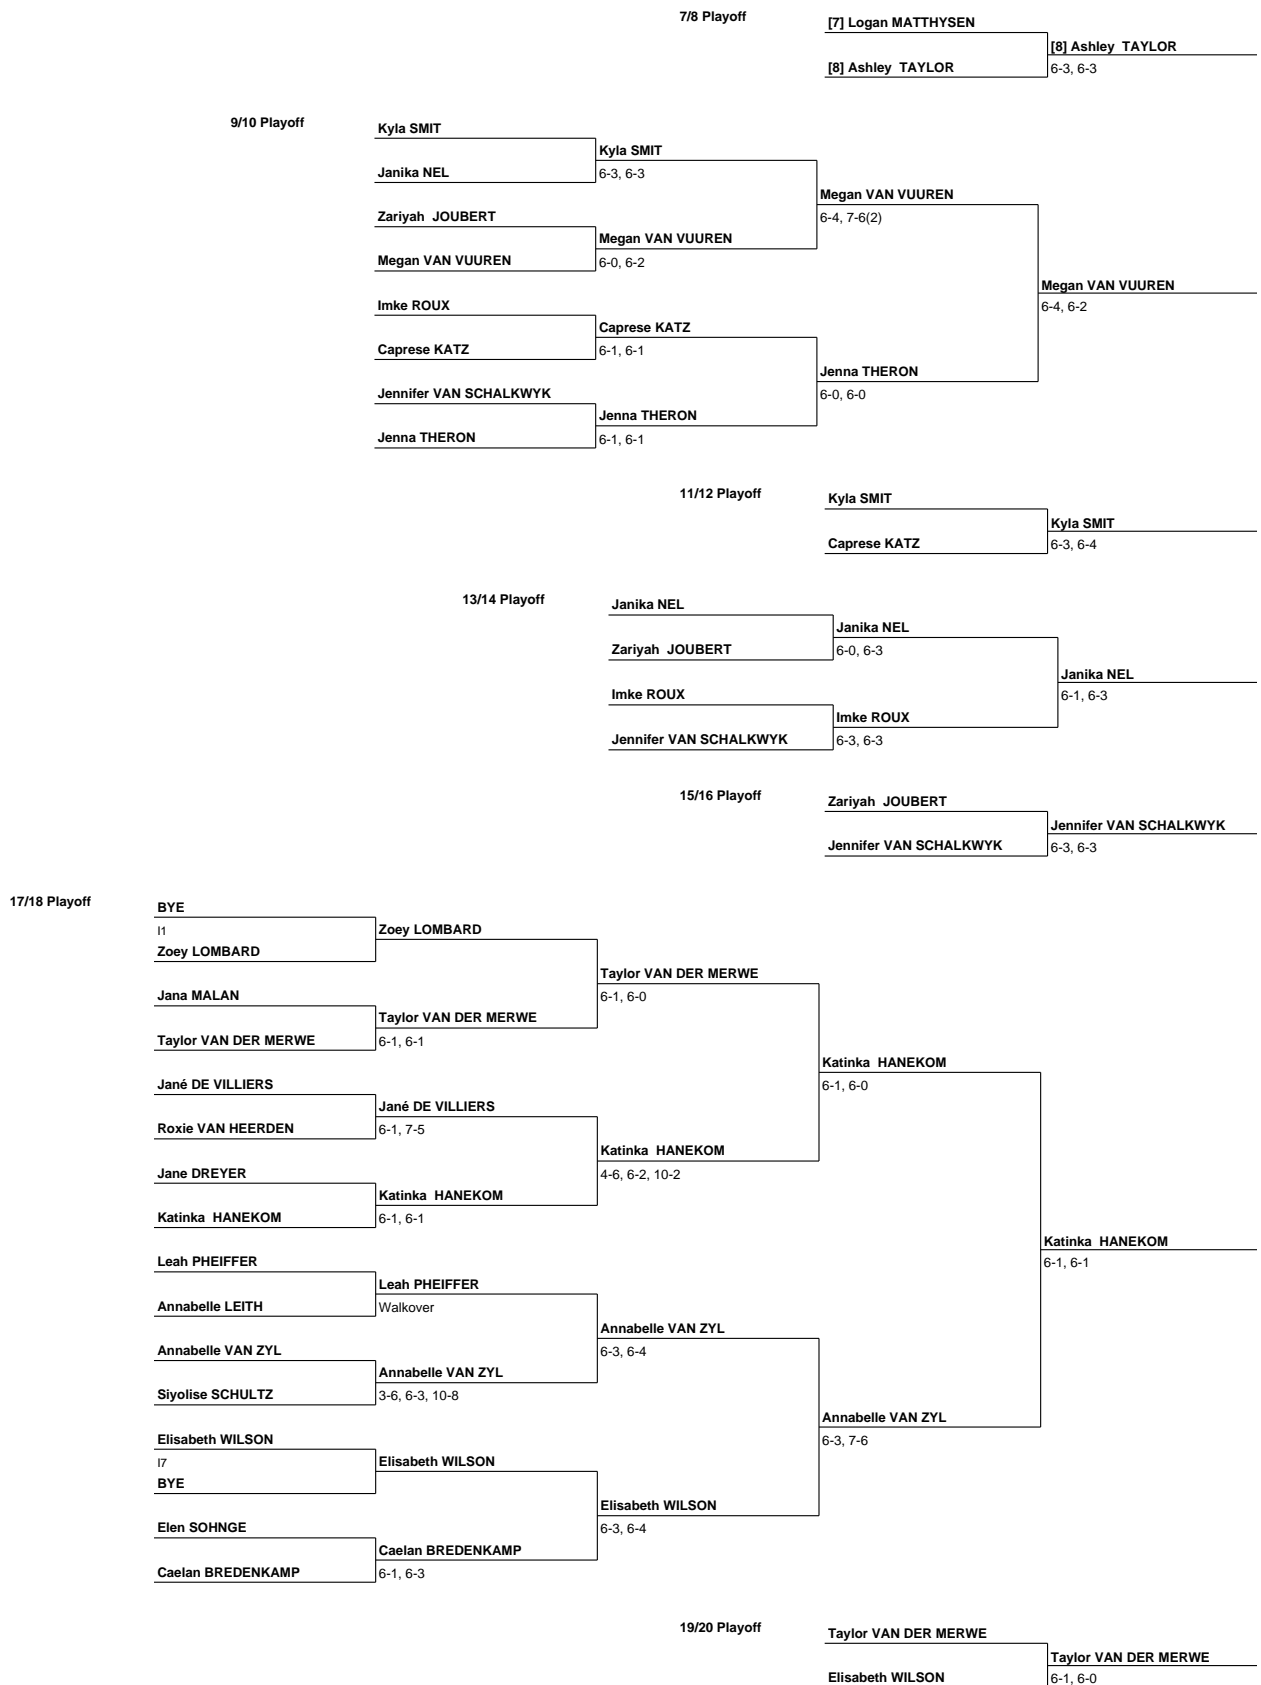 7/8 Playoff
[7] Logan MATTHYSEN
[8] Ashley  TAYLOR
[8] Ashley  TAYLOR
6-3, 6-3
9/10 Playoff
Kyla SMIT
Kyla SMIT
Janika NEL
6-3, 6-3
Megan VAN VUUREN
Zariyah  JOUBERT
6-4, 7-6(2)
Megan VAN VUUREN
Megan VAN VUUREN
6-0, 6-2
Megan VAN VUUREN
Imke ROUX
6-4, 6-2
Caprese KATZ
Caprese KATZ
6-1, 6-1
Jenna THERON
Jennifer VAN SCHALKWYK
6-0, 6-0
Jenna THERON
Jenna THERON
6-1, 6-1
11/12 Playoff
Kyla SMIT
Kyla SMIT
Caprese KATZ
6-3, 6-4
13/14 Playoff
Janika NEL
Janika NEL
Zariyah  JOUBERT
6-0, 6-3
Janika NEL
Imke ROUX
6-1, 6-3
Imke ROUX
Jennifer VAN SCHALKWYK
6-3, 6-3
15/16 Playoff
Zariyah  JOUBERT
Jennifer VAN SCHALKWYK
Jennifer VAN SCHALKWYK
6-3, 6-3
17/18 Playoff
BYE
I1
Zoey LOMBARD
Zoey LOMBARD
Taylor VAN DER MERWE
Jana MALAN
6-1, 6-0
Taylor VAN DER MERWE
Taylor VAN DER MERWE
6-1, 6-1
Katinka  HANEKOM
Jané DE VILLIERS
6-1, 6-0
Jané DE VILLIERS
Roxie VAN HEERDEN
6-1, 7-5
Katinka  HANEKOM
Jane DREYER
4-6, 6-2, 10-2
Katinka  HANEKOM
Katinka  HANEKOM
6-1, 6-1
Katinka  HANEKOM
Leah PHEIFFER
6-1, 6-1
Leah PHEIFFER
Annabelle LEITH
Walkover
Annabelle VAN ZYL
Annabelle VAN ZYL
6-3, 6-4
Annabelle VAN ZYL
Siyolise SCHULTZ
3-6, 6-3, 10-8
Annabelle VAN ZYL
Elisabeth WILSON
6-3, 7-6
I7
Elisabeth WILSON
BYE
Elisabeth WILSON
Elen SOHNGE
6-3, 6-4
Caelan BREDENKAMP
Caelan BREDENKAMP
6-1, 6-3
19/20 Playoff
Taylor VAN DER MERWE
Taylor VAN DER MERWE
Elisabeth WILSON
6-1, 6-0